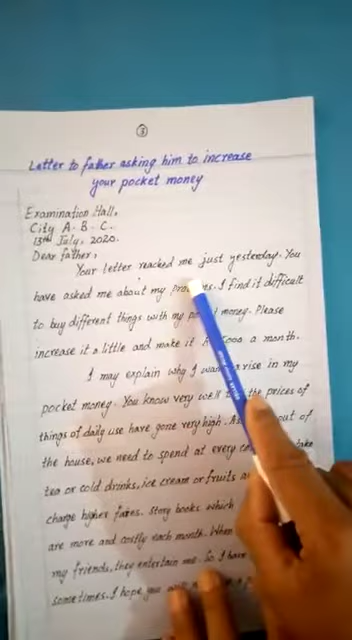 3
Letter to father asking him to increase
your pocket money
Examination Hall,
City A.B.C.
13th July, 2020.
Dear father,
Your letter reached me just yesterday. You
have asked me about my I find it difficult
to buy different things with my money. Please
increase it a little and make it a month.
I may explain why I rise in my
pocket money. You know very well the prices of
things of daily use have gone very high. out of
the house, we need to spend at every take
tea or cold drinks, ice cream or fruits
charge higher Story books which
are more and costly each month. When
my friends, they entertain me. So I have
sometimes. I hope you